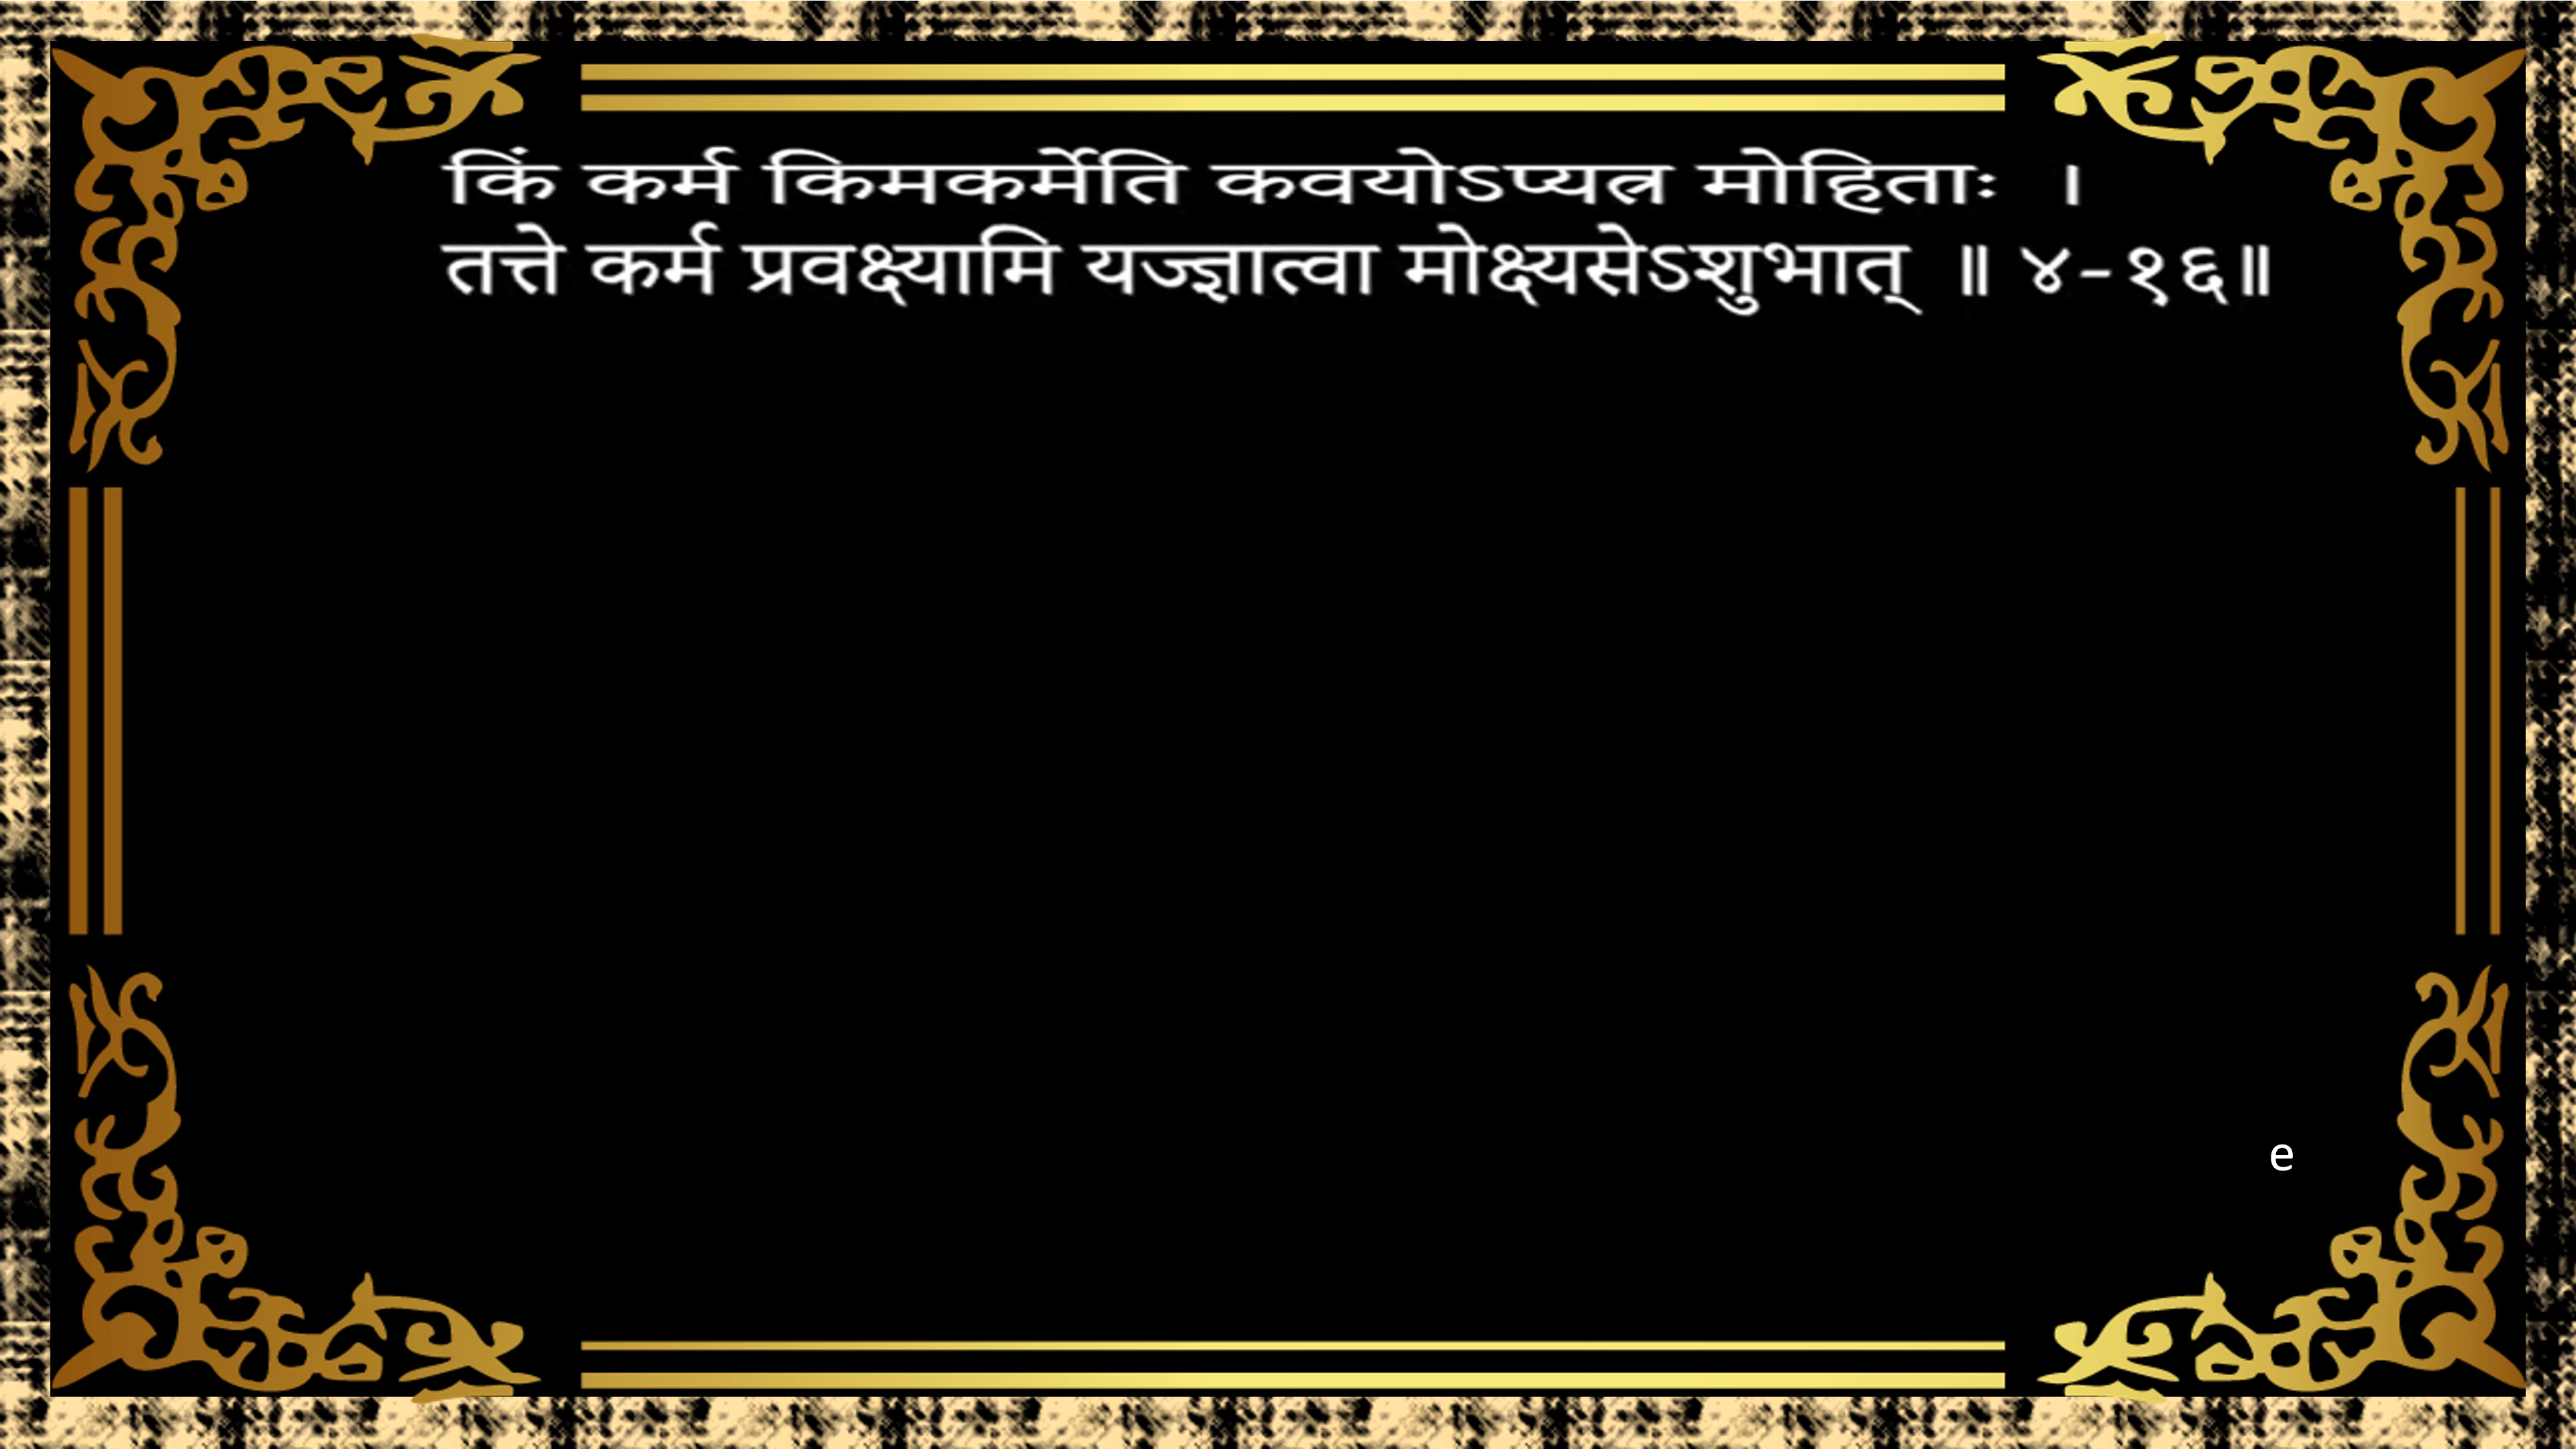 किं कर्म किमकर्मेति कवयोऽप्यत्र मोहिताः ।
तत्ते कर्म प्रवक्ष्यामि यज्ज्ञात्वा मोक्ष्यसेऽशुभात् ॥ ४-१६॥
e